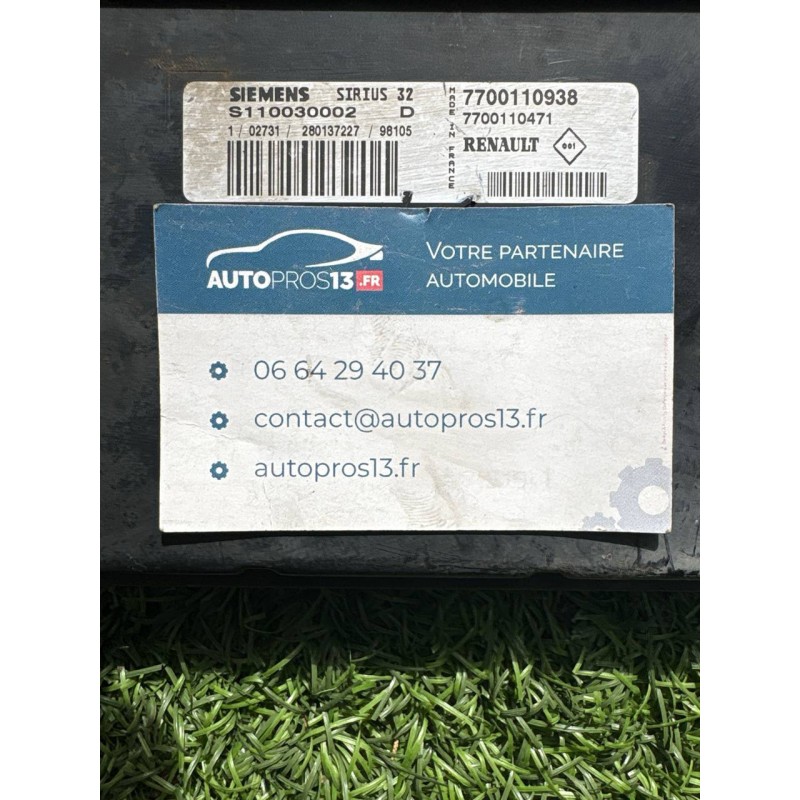 SIEMENS SIRIUS 32
S110030002 D
1 / 02731 / 280137227 / 98105
MADE IN FRANCE
7700110938
7700110471
RENAULT 001
AUTOPROS13.FR
VOTRE PARTENAIRE
AUTOMOBILE
06 64 29 40 37
contact@autopros13.fr
autopros13.fr